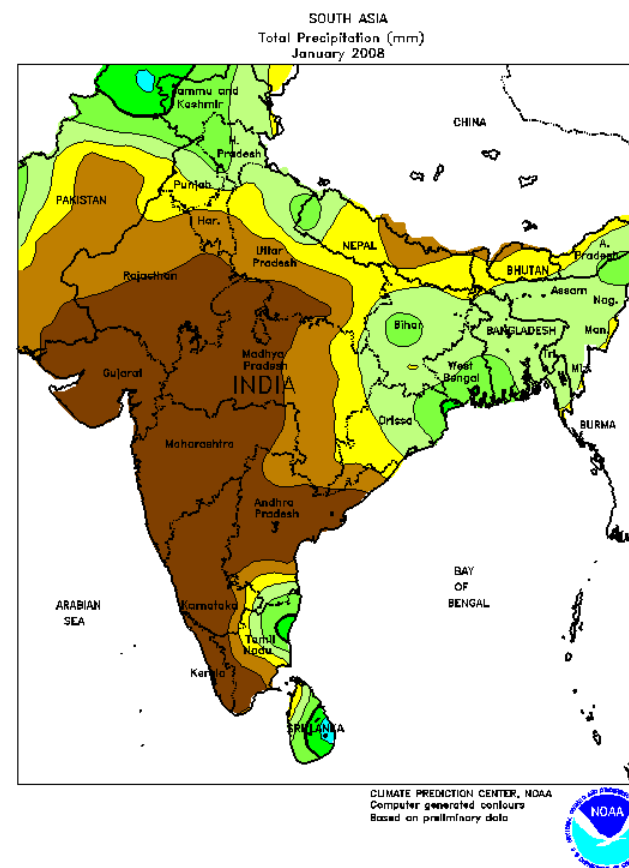 SOUTH ASIA
Total Precipitation (mm)
January 2008
Jammu and
Kashmir
CHINA
H.
Pradesh
Punjab
PAKISTAN
Har.
NEPAL
A.
Pradesh
Uttar
Pradesh
BHUTAN
Rajasthan
Assam
Nag.
Bihar
BANGLADESH
Man.
Madhya
Pradesh
Gujarat
West
Bengal
Tr.
Miz.
INDIA
Orissa
BURMA
Maharashtra
Andhra
Pradesh
BAY
OF
BENGAL
ARABIAN
SEA
Karnataka
Tamil
Nadu
Kerala
SRI LANKA
CLIMATE PREDICTION CENTER, NOAA
Computer generated contours
Based on preliminary data
NOAA